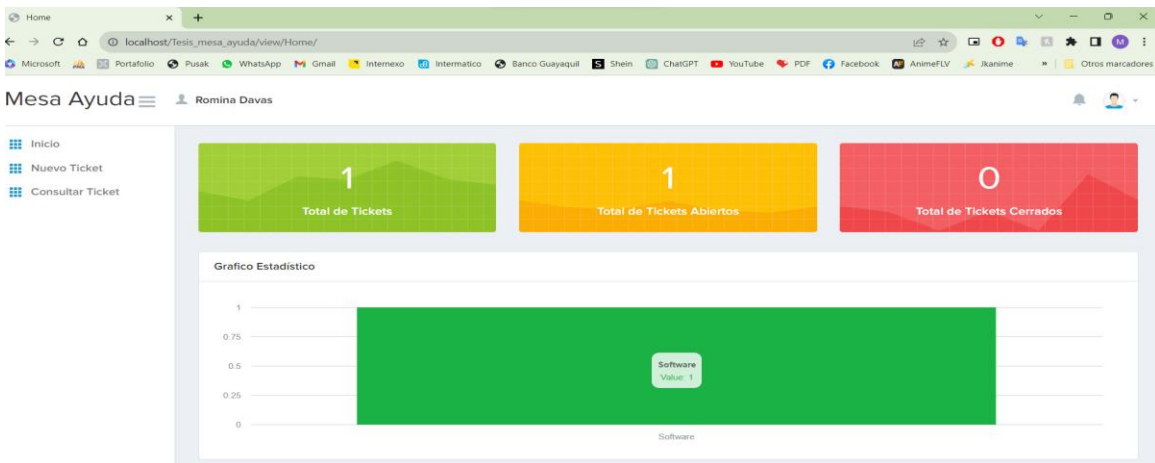 Home
localhost/Tesis_mesa_ayuda/view/Home/
M
Microsoft Portafolio Pusak WhatsApp Gmail Internexo Intermatico Banco Guayaquil Shein ChatGPT YouTube PDF Facebook AnimeFLV Jkanime » Otros marcadores
Mesa Ayuda Romina Davas
Inicio
Nuevo Ticket
Consultar Ticket
1
Total de Tickets
1
Total de Tickets Abiertos
0
Total de Tickets Cerrados
Grafico Estadístico
1
0.75
0.5
0.25
0
Software
Value: 1
Software